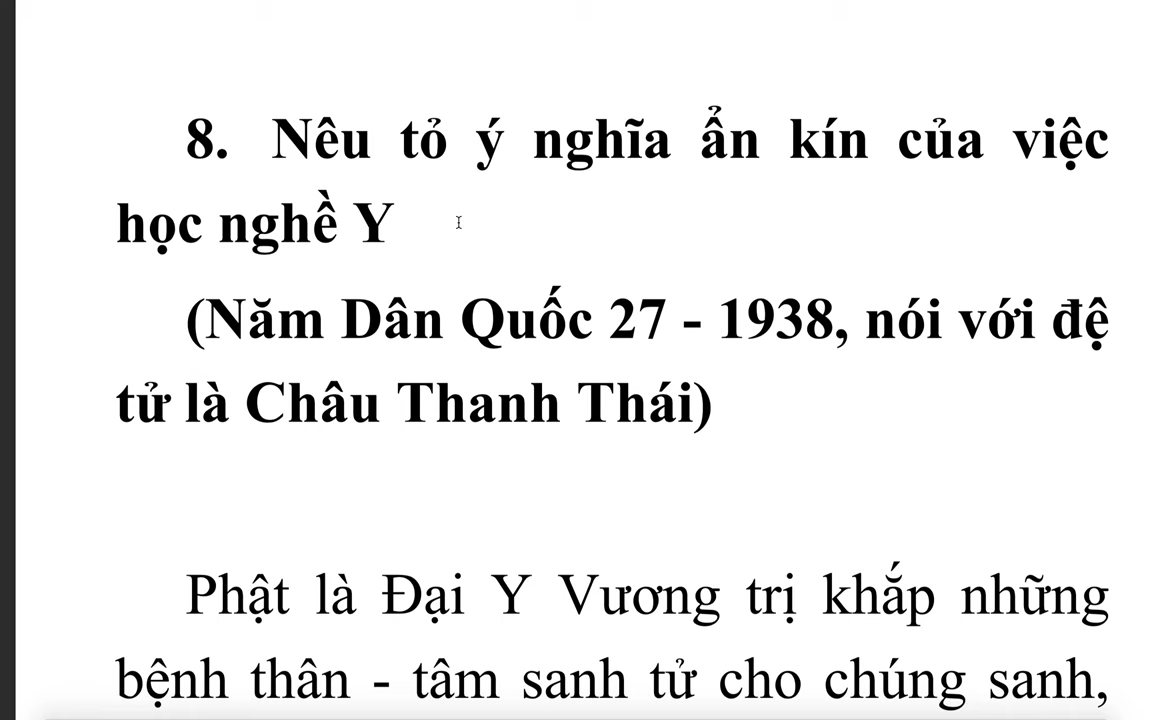 8. Nêu tỏ ý nghĩa ẩn kín của việc
học nghề Y
(Năm Dân Quốc 27 - 1938, nói với đệ
tử là Châu Thanh Thái)
Phật là Đại Y Vương trị khắp những
bệnh thân - tâm sanh tử cho chúng sanh,